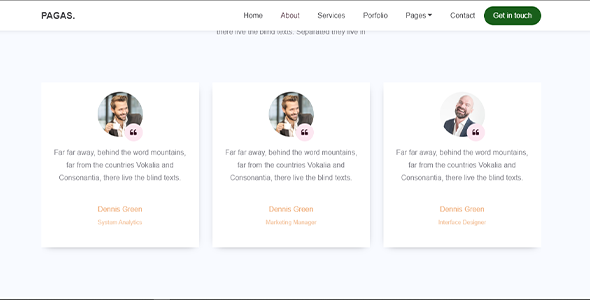 PAGAS.
Home About Services Porfolio Pages Contact Get in touch
there live the blind texts. Separated they live in
Far far away, behind the word mountains,
far from the countries Vokalia and
Consonantia, there live the blind texts.
Dennis Green
System Analytics
Far far away, behind the word mountains,
far from the countries Vokalia and
Consonantia, there live the blind texts.
Dennis Green
Marketing Manager
Far far away, behind the word mountains,
far from the countries Vokalia and
Consonantia, there live the blind texts.
Dennis Green
Interface Designer